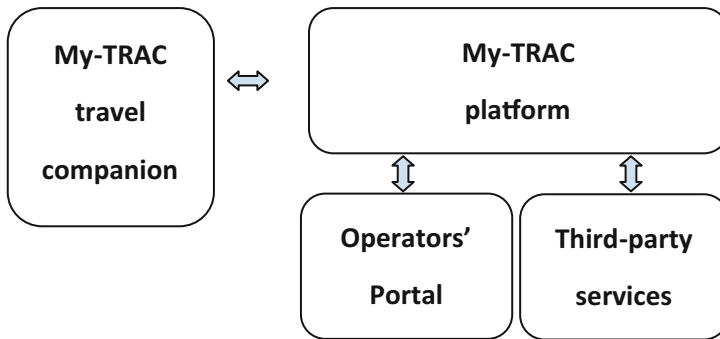 My-TRAC
travel
companion
My-TRAC
platform
Operators’
Portal
Third-party
services